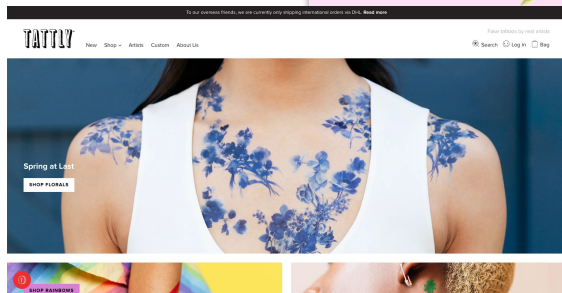 To our overseas friends, we are currently only shipping international orders via DHL. Read more
Fake tattoos by real artists
TATTLY
New Shop Artists Custom About Us
Search Log in Bag
Spring at Last
SHOP FLORALS
SHOP RAINBOWS